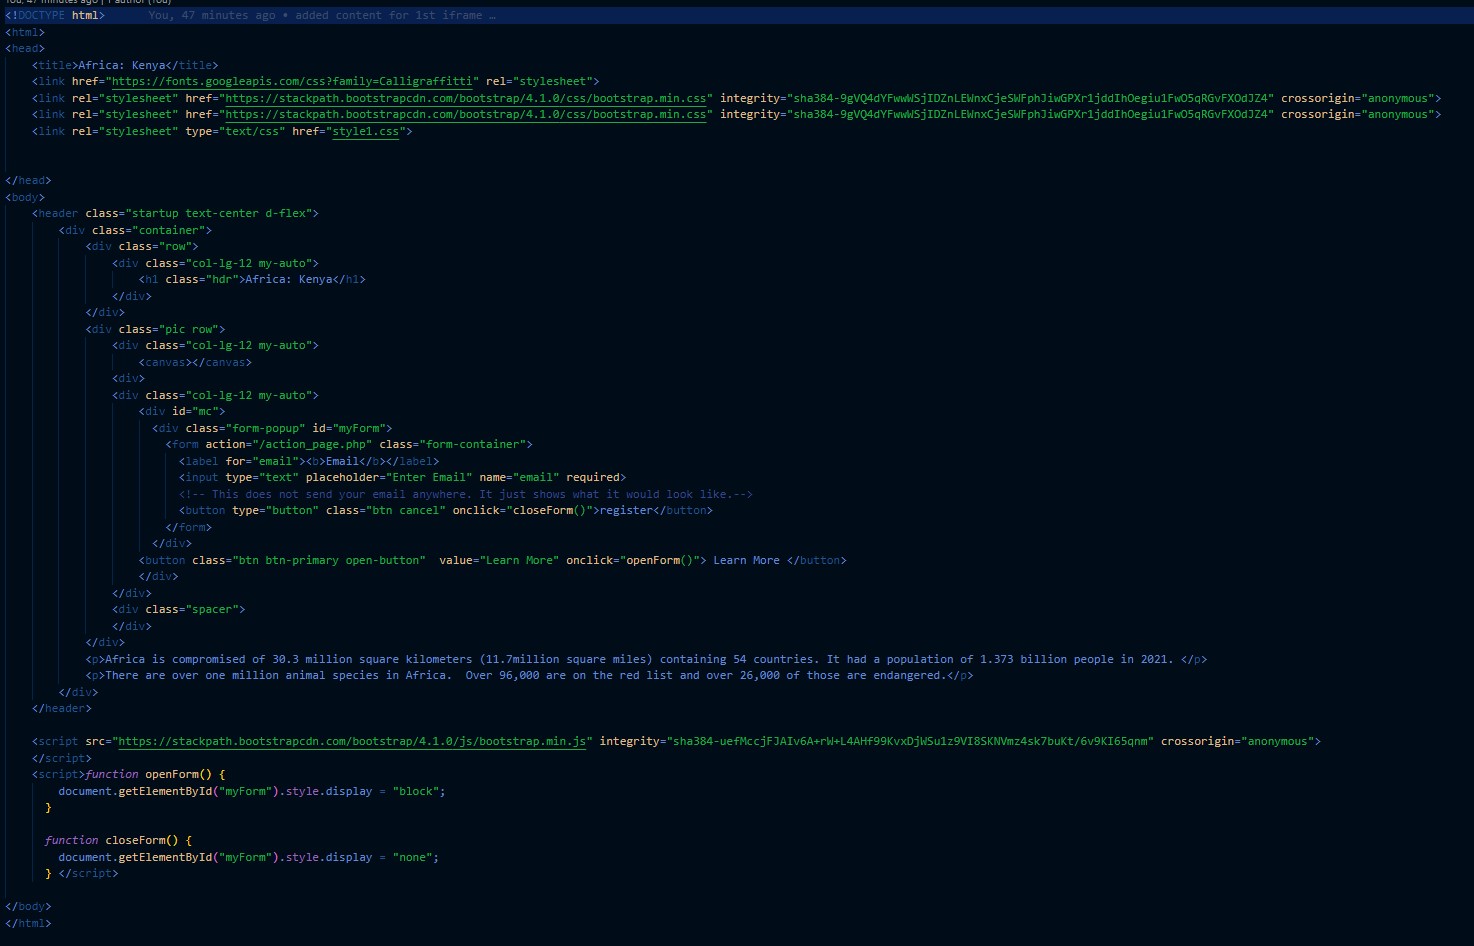 You, 47 minutes ago | 1 author (You)
<!DOCTYPE html> You, 47 minutes ago • added content for 1st iframe …
<html>
<head>
<title>Africa: Kenya</title>
<link href="https://fonts.googleapis.com/css?family=Calligraffitti" rel="stylesheet">
<link rel="stylesheet" href="https://stackpath.bootstrapcdn.com/bootstrap/4.1.0/css/bootstrap.min.css" integrity="sha384-9gVQ4dYFwwWSjIDZnLEWnxCjeSWFphJiwGPXr1jddIhOegiu1FwO5qRGvFXOdJZ4" crossorigin="anonymous">
<link rel="stylesheet" href="https://stackpath.bootstrapcdn.com/bootstrap/4.1.0/css/bootstrap.min.css" integrity="sha384-9gVQ4dYFwwWSjIDZnLEWnxCjeSWFphJiwGPXr1jddIhOegiu1FwO5qRGvFXOdJZ4" crossorigin="anonymous">
<link rel="stylesheet" type="text/css" href="style1.css">
</head>
<body>
<header class="startup text-center d-flex">
<div class="container">
<div class="row">
<div class="col-lg-12 my-auto">
<h1 class="hdr">Africa: Kenya</h1>
</div>
</div>
<div class="pic row">
<div class="col-lg-12 my-auto">
<canvas></canvas>
<div>
<div class="col-lg-12 my-auto">
<div id="mc">
<div class="form-popup" id="myForm">
<form action="/action_page.php" class="form-container">
<label for="email"><b>Email</b></label>
<input type="text" placeholder="Enter Email" name="email" required>
<!-- This does not send your email anywhere. It just shows what it would look like.-->
<button type="button" class="btn cancel" onclick="closeForm()">register</button>
</form>
</div>
<button class="btn btn-primary open-button"  value="Learn More" onclick="openForm()"> Learn More </button>
</div>
</div>
<div class="spacer">
</div>
</div>
<p>Africa is compromised of 30.3 million square kilometers (11.7million square miles) containing 54 countries. It had a population of 1.373 billion people in 2021. </p>
<p>There are over one million animal species in Africa.  Over 96,000 are on the red list and over 26,000 of those are endangered.</p>
</div>
</header>
<script src="https://stackpath.bootstrapcdn.com/bootstrap/4.1.0/js/bootstrap.min.js" integrity="sha384-uefMccjFJAIv6A+rW+L4AHf99KvxDjWSu1z9VI8SKNVmz4sk7buKt/6v9KI65qnm" crossorigin="anonymous">
</script>
<script>function openForm() {
document.getElementById("myForm").style.display = "block";
}
function closeForm() {
document.getElementById("myForm").style.display = "none";
} </script>
</body>
</html>